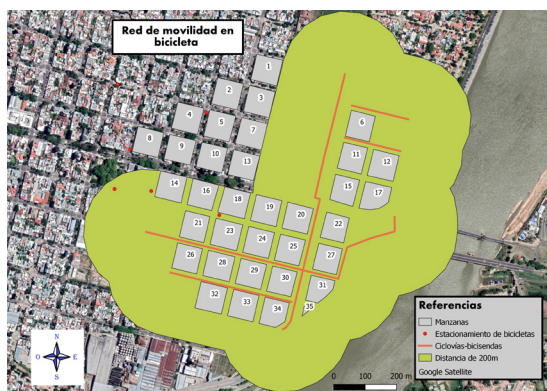 Red de movilidad en
bicicleta
1
2
3
4
5
6
7
8
9
10
11
12
13
14
15
16
17
18
19
20
21
22
23
24
25
26
27
28
29
30
31
32
33
34
35
N
O
E
S
Referencias
Manzanas
Estacionamiento de bicicletas
Ciclovías-bicisendas
Distancia de 200m
Google Satellite
0 100 200 m